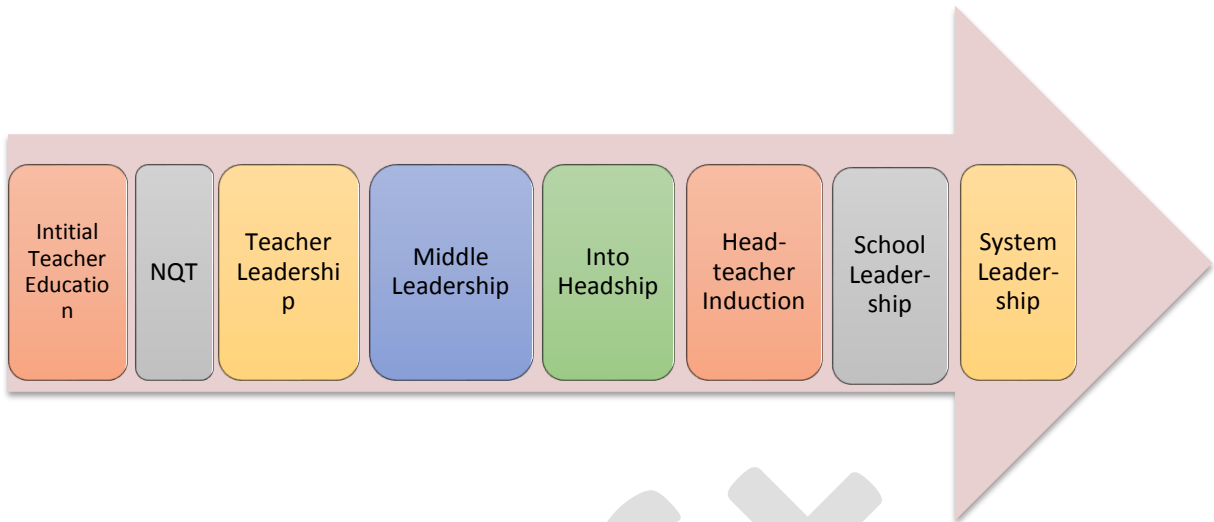 Intitial
Teacher
Educatio
n
NQT
Teacher
Leadershi
p
Middle
Leadership
Into
Headship
Head-
teacher
Induction
School
Leader-
ship
System
Leader-
ship